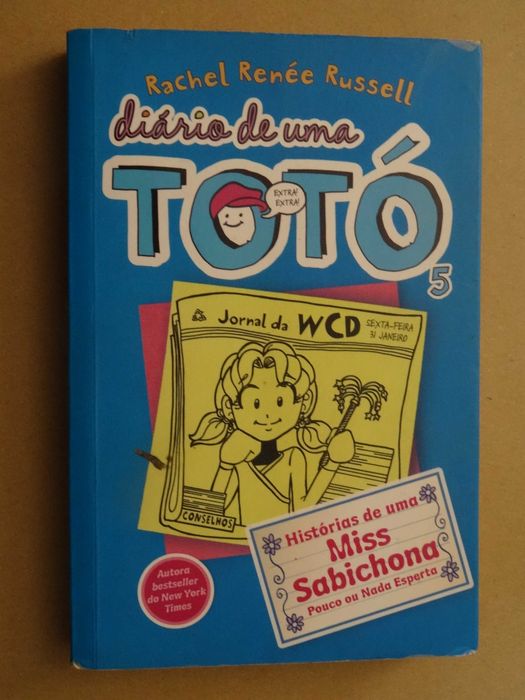 Rachel Renée Russell
diário de uma
TOTÓ
EXTRA!
EXTRA!
5
Jornal da WCD
SEXTA-FEIRA
31 JANEIRO
CONSELHOS
Histórias de uma
Miss
Sabichona
Pouco ou Nada Esperta
Autora
bestseller
do New York
Times